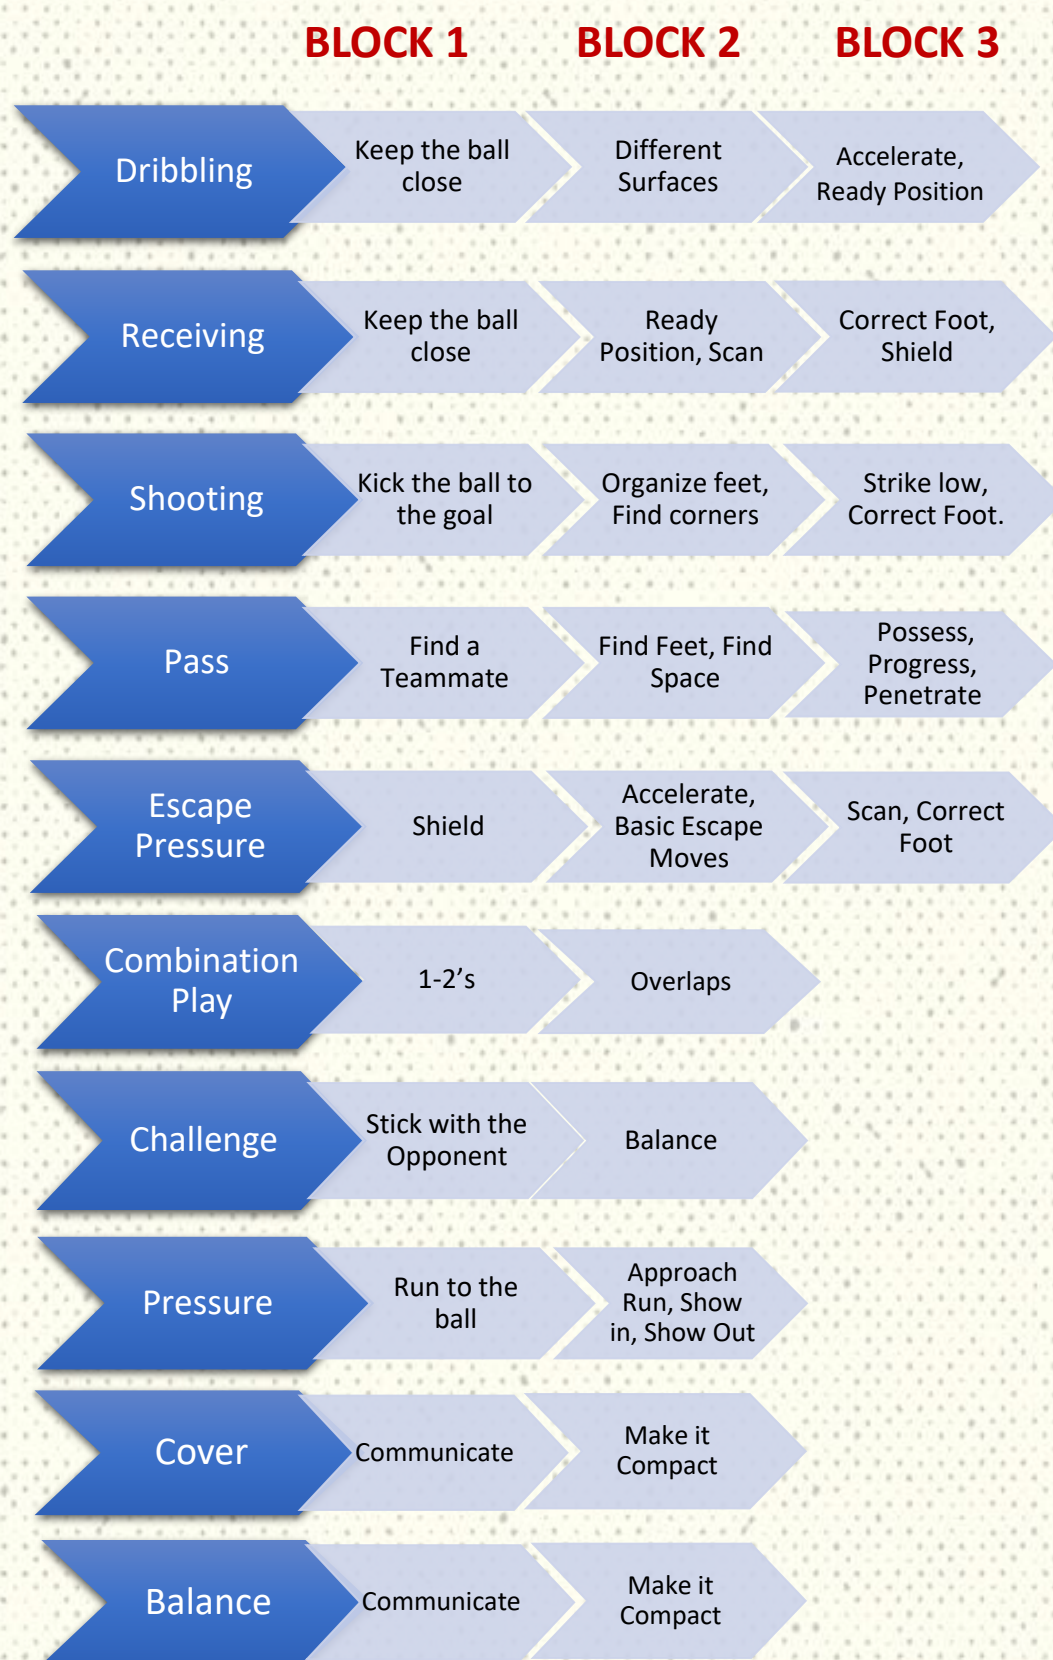 BLOCK 1 BLOCK 2 BLOCK 3
Dribbling
Keep the ball
close
Different
Surfaces
Accelerate,
Ready Position
Receiving
Keep the ball
close
Ready
Position, Scan
Correct Foot,
Shield
Shooting
Kick the ball to
the goal
Organize feet,
Find corners
Strike low,
Correct Foot.
Pass
Find a
Teammate
Find Feet, Find
Space
Possess,
Progress,
Penetrate
Escape
Pressure
Shield
Accelerate,
Basic Escape
Moves
Scan, Correct
Foot
Combination
Play
1-2’s
Overlaps
Challenge
Stick with the
Opponent
Balance
Pressure
Run to the
ball
Approach
Run, Show
in, Show Out
Cover
Communicate
Make it
Compact
Balance
Communicate
Make it
Compact